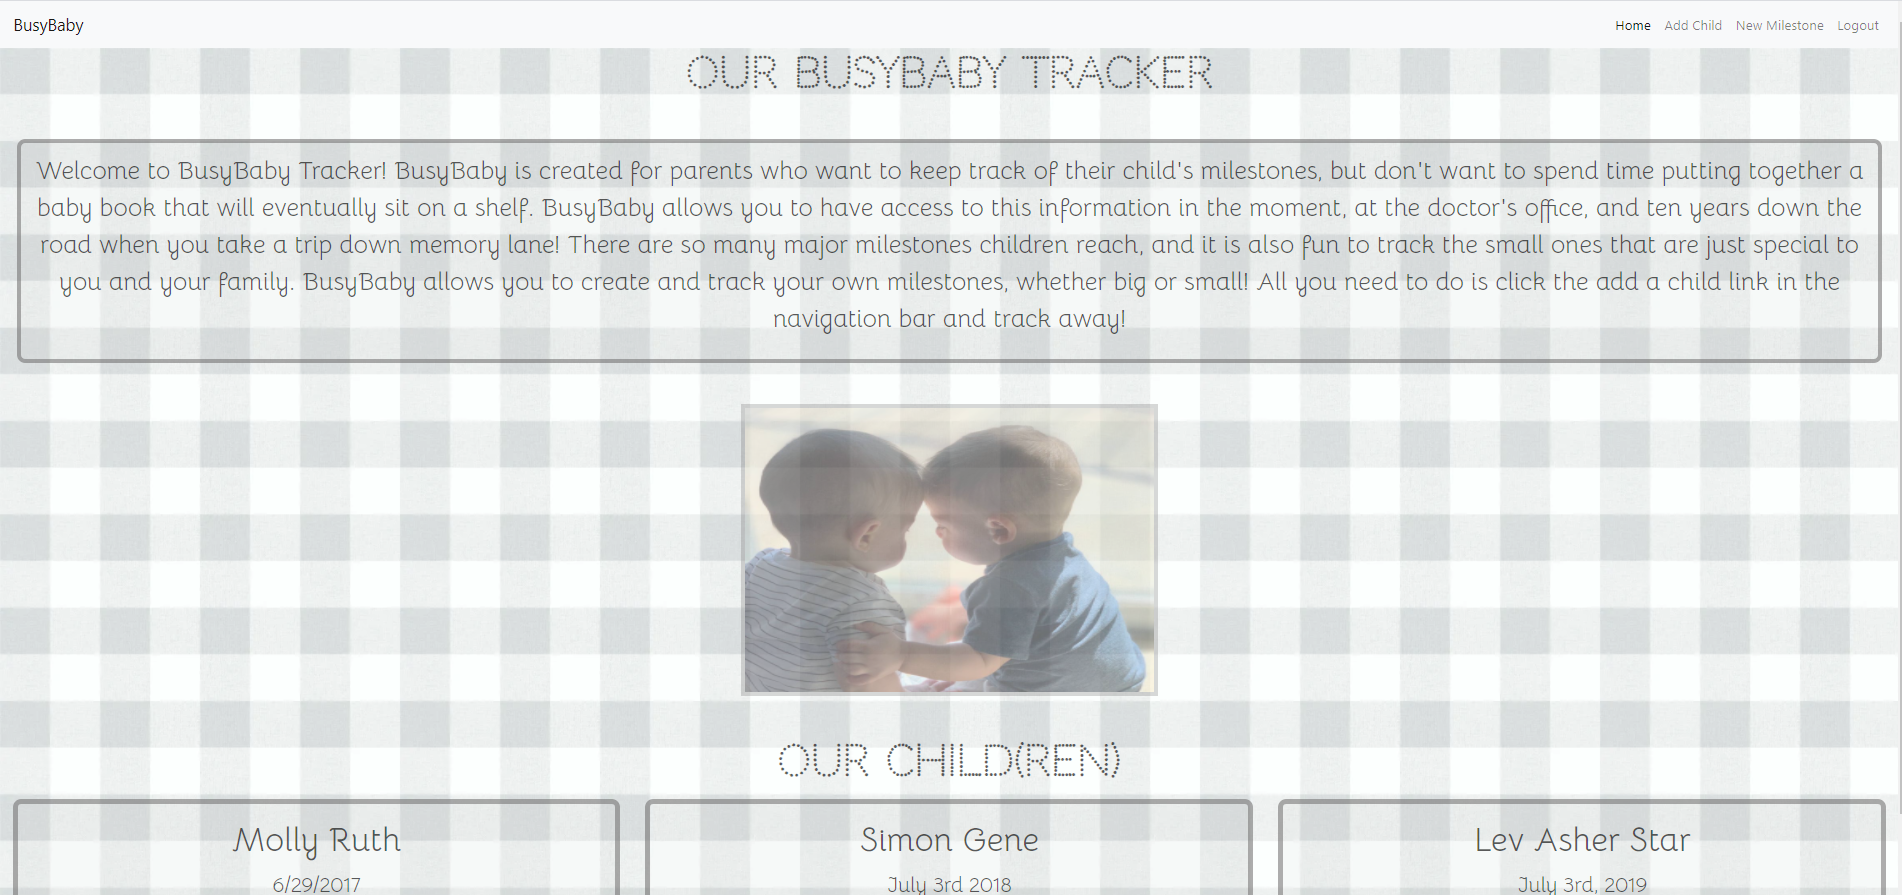 BusyBaby
Home Add Child New Milestone Logout
OUR BUSYBABY TRACKER
Welcome to BusyBaby Tracker! BusyBaby is created for parents who want to keep track of their child's milestones, but don't want to spend time putting together a
baby book that will eventually sit on a shelf. BusyBaby allows you to have access to this information in the moment, at the doctor's office, and ten years down the
road when you take a trip down memory lane! There are so many major milestones children reach, and it is also fun to track the small ones that are just special to
you and your family. BusyBaby allows you to create and track your own milestones, whether big or small! All you need to do is click the add a child link in the
navigation bar and track away!
OUR CHILD(REN)
Molly Ruth
6/29/2017
Simon Gene
July 3rd 2018
Lev Asher Star
July 3rd, 2019